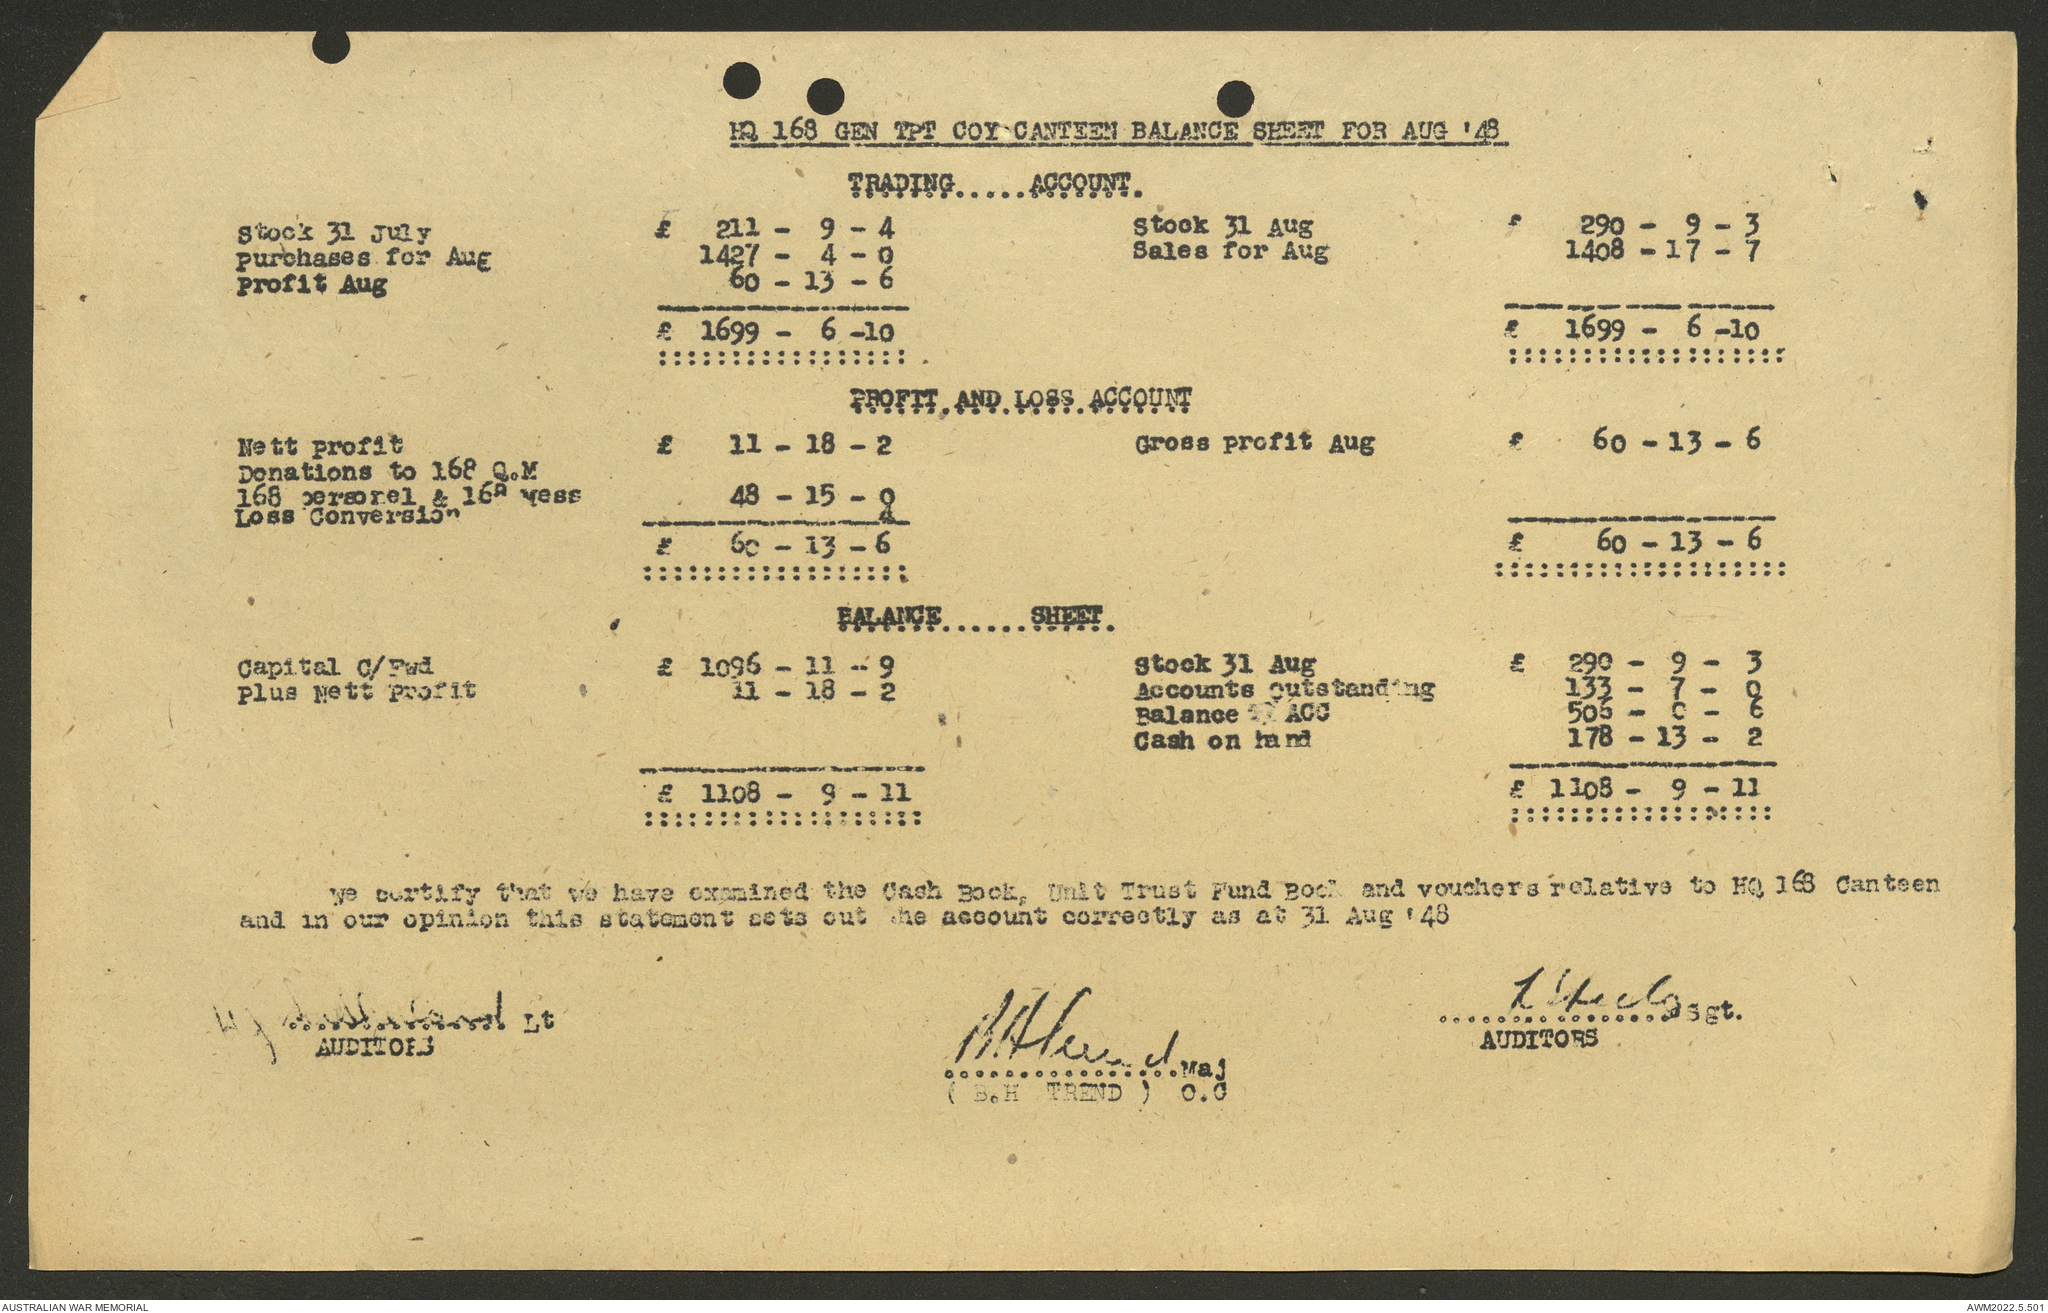 HQ 168 GEN TPT COY CANTEEN BALANCE SHEET FOR AUG '48
TRADING.....ACCOUNT.
Stock 31 July £ 211 - 9 - 4 Stock 31 Aug £ 290 - 9 - 3
purchases for Aug 1427 - 4 - 0 Sales for Aug 1408 - 17 - 7
profit Aug 60 - 13 - 6
£ 1699 - 6 -10 £ 1699 - 6 -10
PROFIT AND LOSS ACCOUNT
Nett profit £ 11 - 18 - 2 Gross profit Aug £ 60 - 13 - 6
Donations to 168 Q.M
168 personel & 168 mess 48 - 15 - 0
Loss Conversion 4
£ 60 - 13 - 6 £ 60 - 13 - 6
BALANCE......SHEET.
Capital C/Fwd £ 1096 - 11 - 9 Stock 31 Aug £ 290 - 9 - 3
plus Nett profit 11 - 18 - 2 Accounts outstanding 133 - 7 - 0
Balance ACC 506 - 0 - 6
Cash on hand 178 - 13 - 2
£ 1108 - 9 - 11 £ 1108 - 9 - 11
We certify that we have examined the Cash Book, Unit Trust Fund Book and vouchers relative to HQ 168 Canteen
and in our opinion this statement sets out the account correctly as at 31 Aug '48
Lt
AUDITORS
Sgt.
AUDITORS
B H Trend Maj
( B.H TREND ) O.C
AUSTRALIAN WAR MEMORIAL AWM2022.5.501